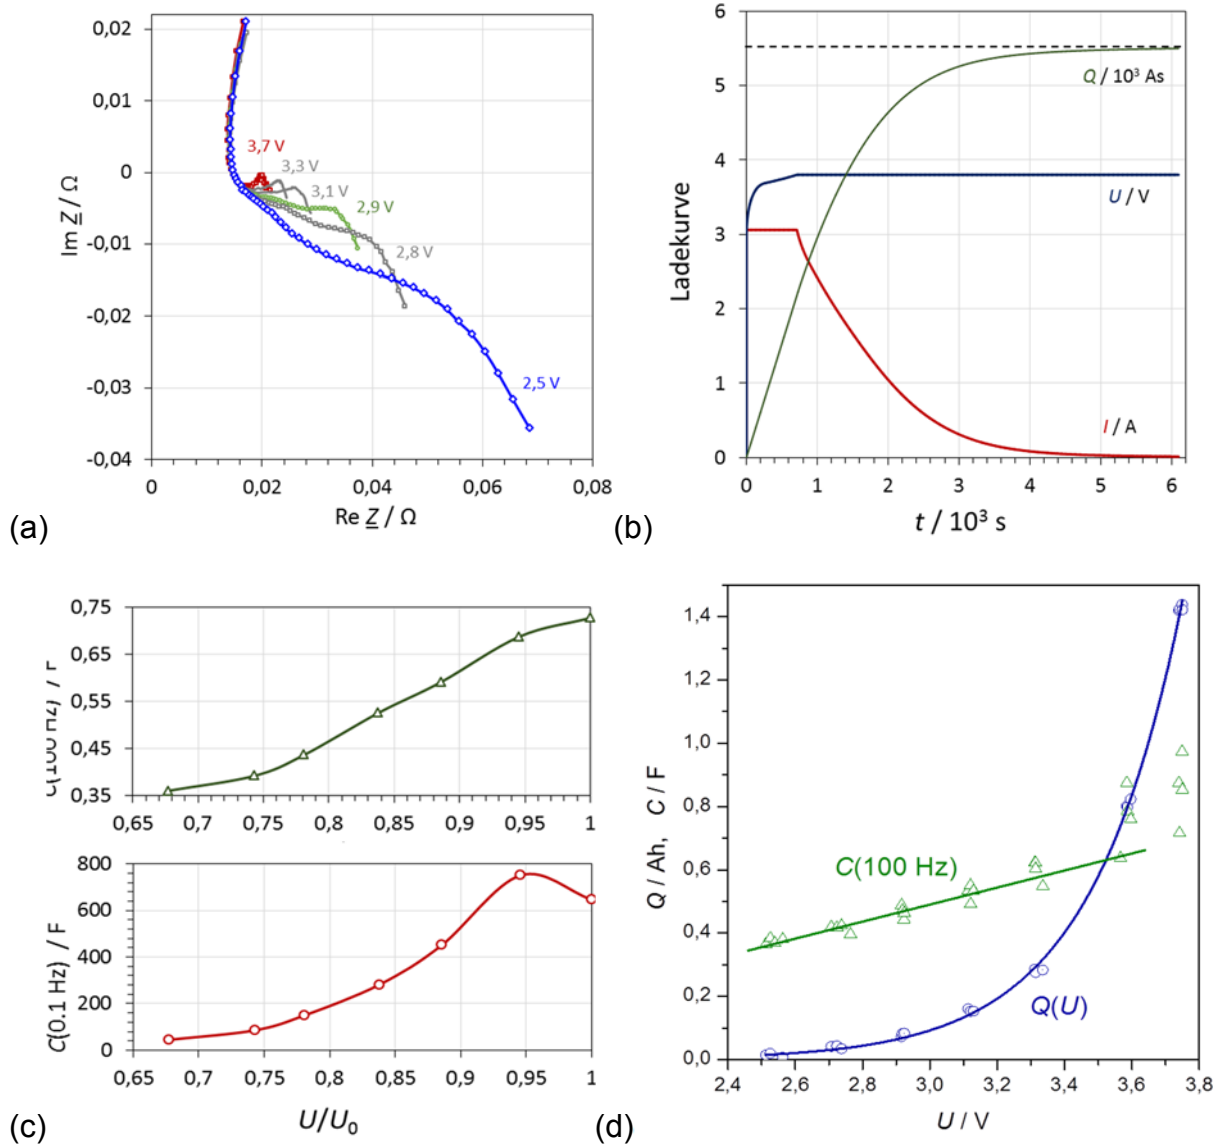 0,02
0,01
0
-0,01
-0,02
-0,03
-0,04
Im Z / Ω
3,7 V
3,3 V
3,1 V
2,9 V
2,8 V
2,5 V
0 0,02 0,04 0,06 0,08
Re Z / Ω
(a)
6
5
4
3
2
1
0
Ladekurve
Q / 10³ As
U / V
I / A
0 1 2 3 4 5 6
t / 10³ s
(b)
0,75
0,65
0,55
0,45
0,35
C(100 Hz) / F
0,65 0,7 0,75 0,8 0,85 0,9 0,95 1
800
600
400
200
0
C(0.1 Hz) / F
0,65 0,7 0,75 0,8 0,85 0,9 0,95 1
U/U₀
(c)
1,4
1,2
1,0
0,8
0,6
0,4
0,2
0,0
Q / Ah, C / F
C(100 Hz)
Q(U)
2,4 2,6 2,8 3,0 3,2 3,4 3,6 3,8
U / V
(d)